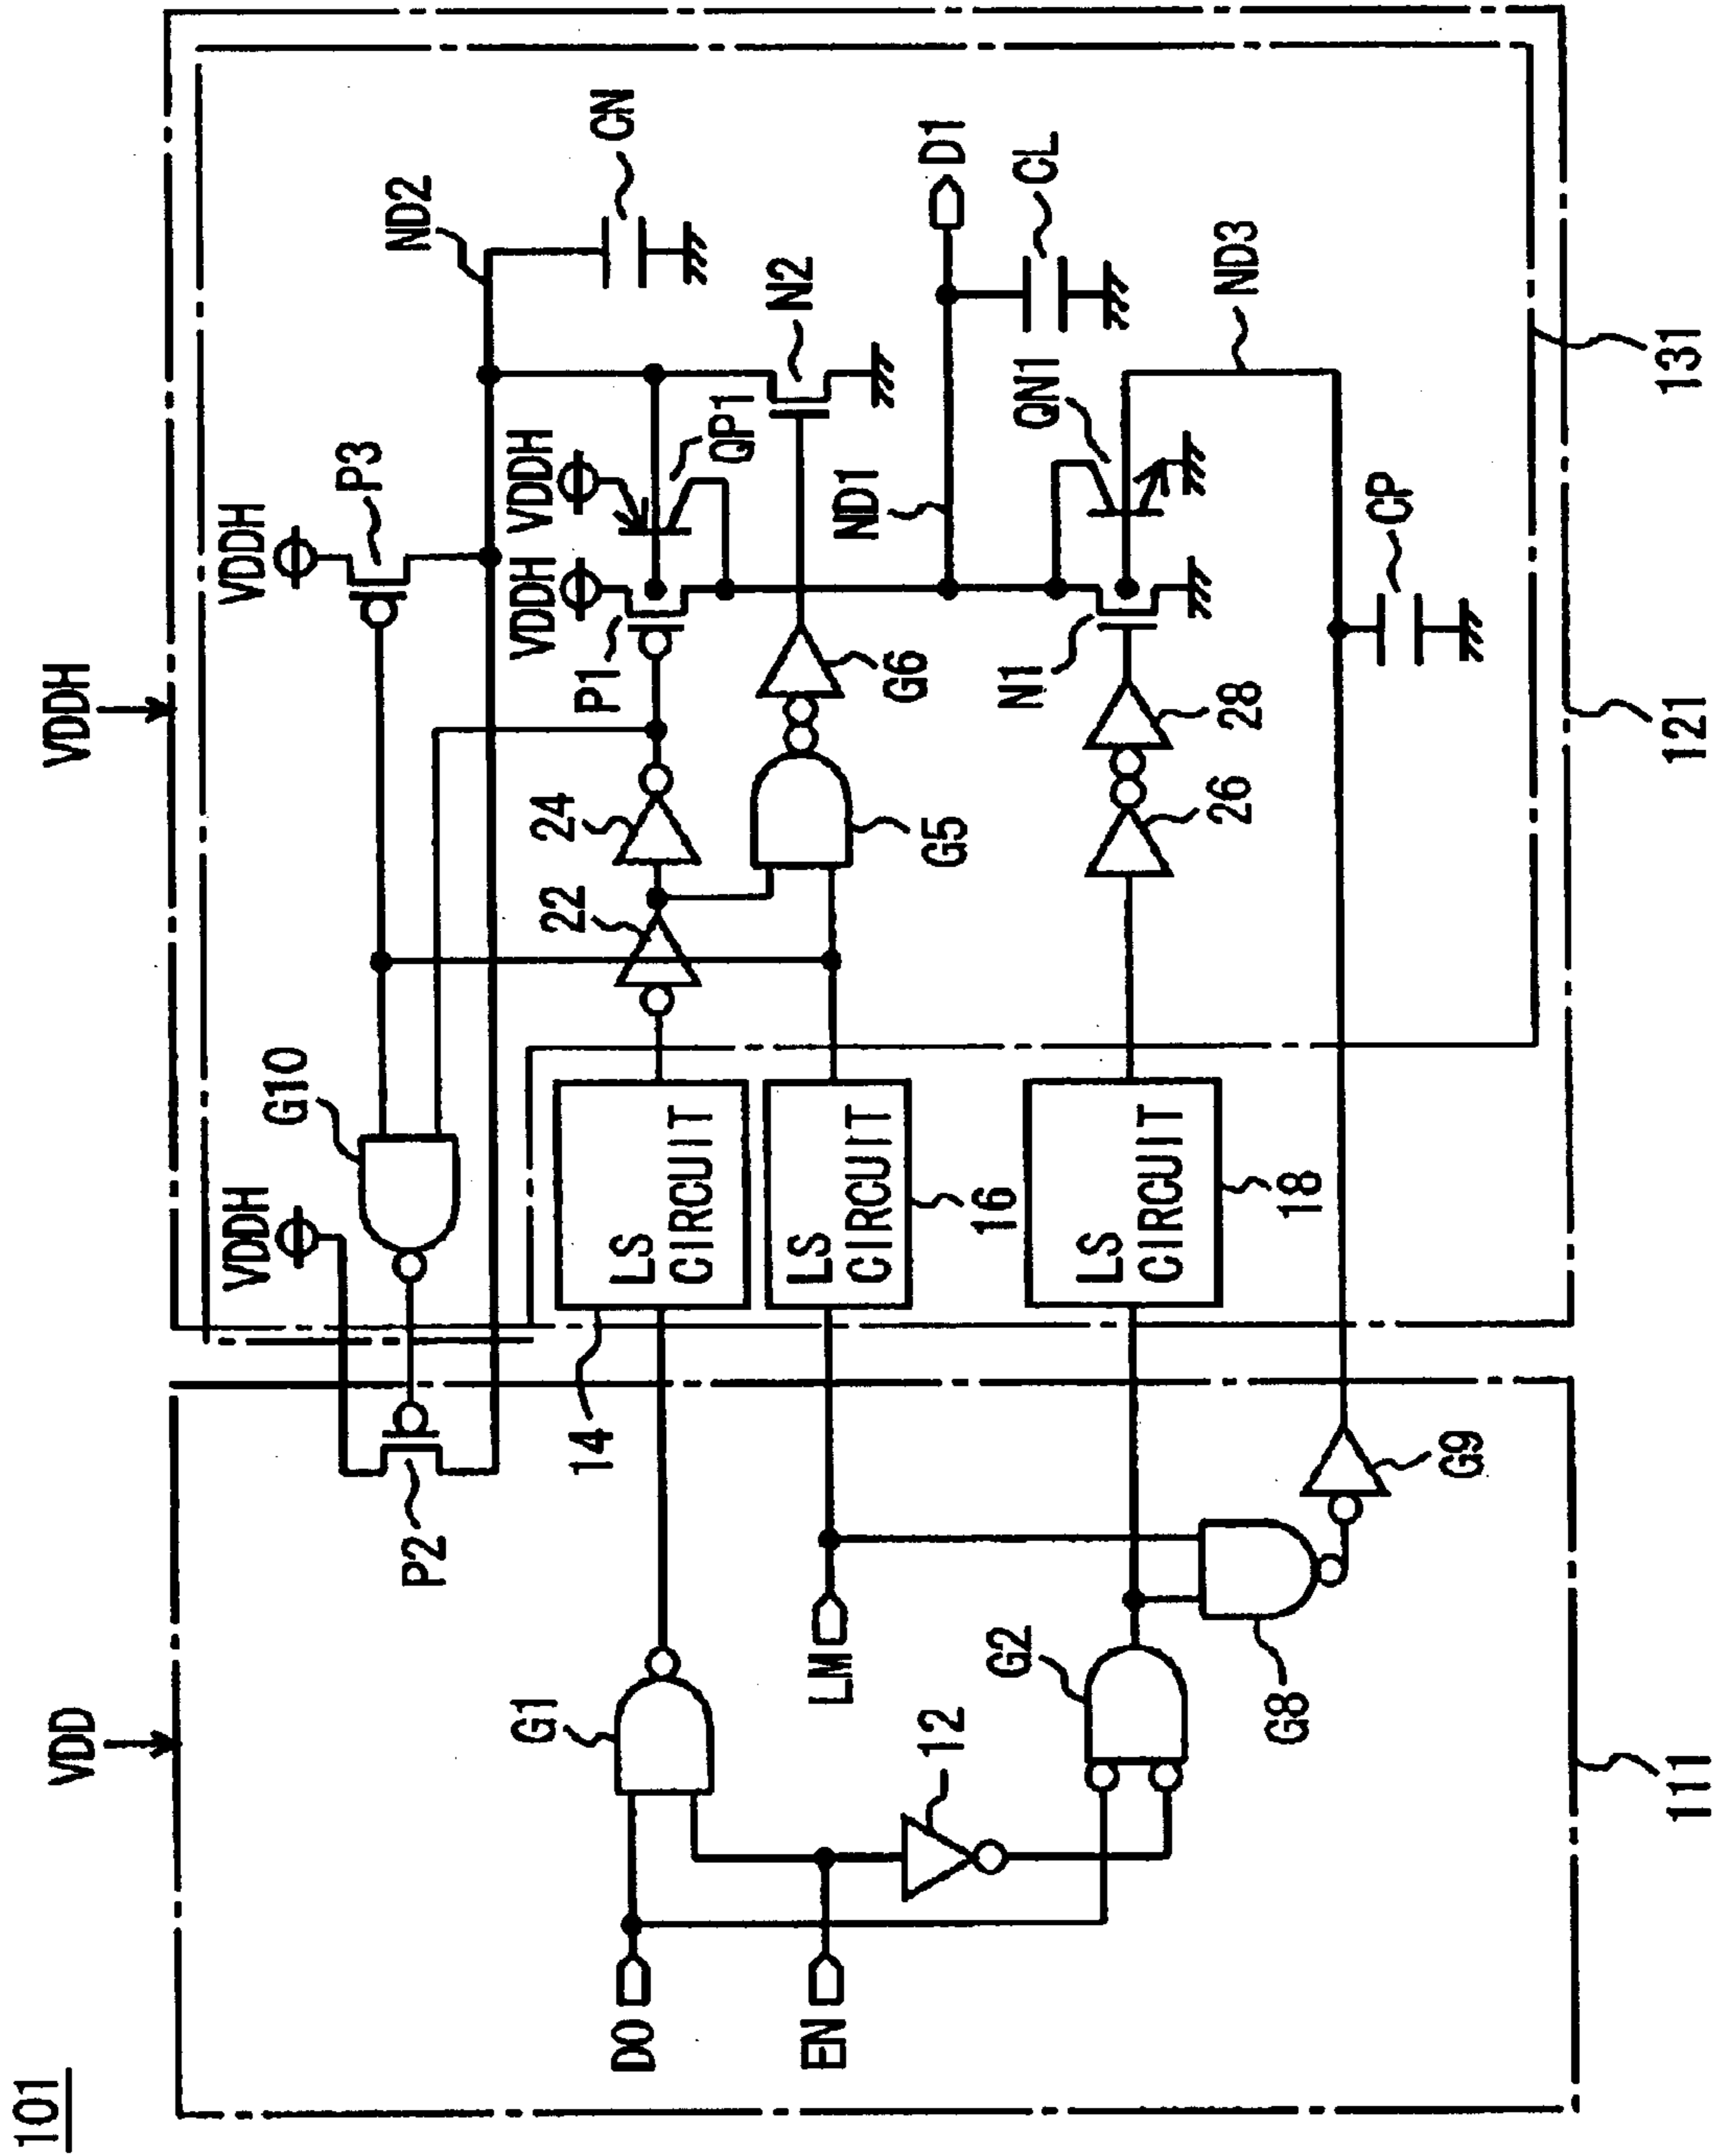 101
VDD
VDDH
VDDH
G10
VDDH
P3
ND2
CN
P2
14
LS
CIRCUIT
22
24
P1
VDDH
VDDH
QP1
N2
G1
DO
EN
LM
LS
CIRCUIT
16
G5
G6
ND1
D1
CL
12
G2
LS
CIRCUIT
18
26
28
N1
QN1
ND3
G8
G9
CP
111
121
131